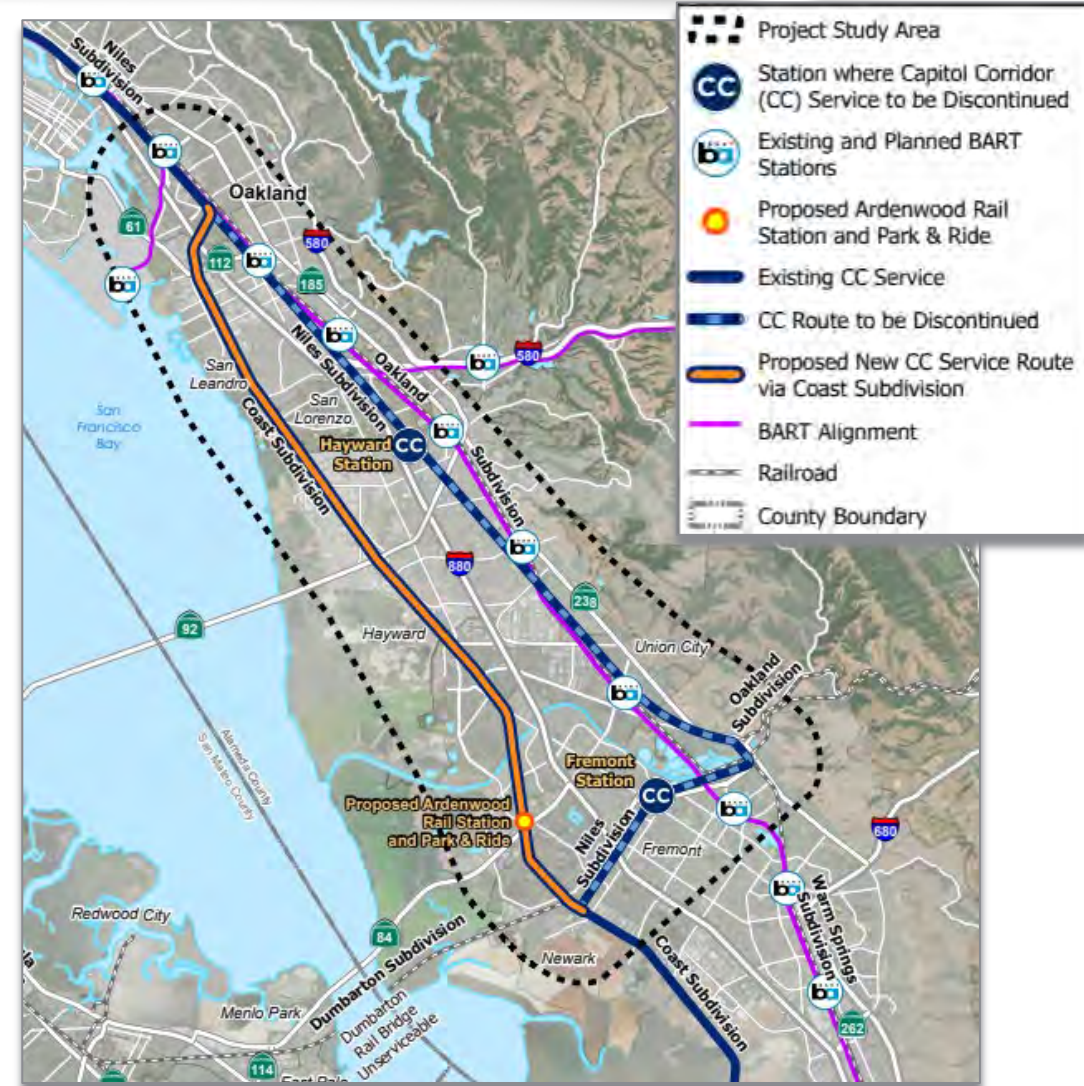 Project Study Area
Station where Capitol Corridor
(CC) Service to be Discontinued
Existing and Planned BART
Stations
Proposed Ardenwood Rail
Station and Park & Ride
Existing CC Service
CC Route to be Discontinued
Proposed New CC Service Route
via Coast Subdivision
BART Alignment
Railroad
County Boundary
CC
ba
Niles
Subdivision
Oakland
61
580
112
185
580
Niles Subdivision
Oakland
Subdivision
San
Leandro
San
Lorenzo
Coast Subdivision
San
Francisco
Bay
Hayward
Station
CC
880
238
92
Hayward
Union City
Oakland
Subdivision
Alameda County
San Mateo County
Fremont
Station
CC
Proposed Ardenwood
Rail Station
and Park & Ride
Niles
Subdivision
Fremont
680
Warm Springs
Subdivision
Redwood City
84
Dumbarton Subdivision
Newark
Coast Subdivision
Menlo Park
Dumbarton
Rail Bridge
Unserviceable
262
114